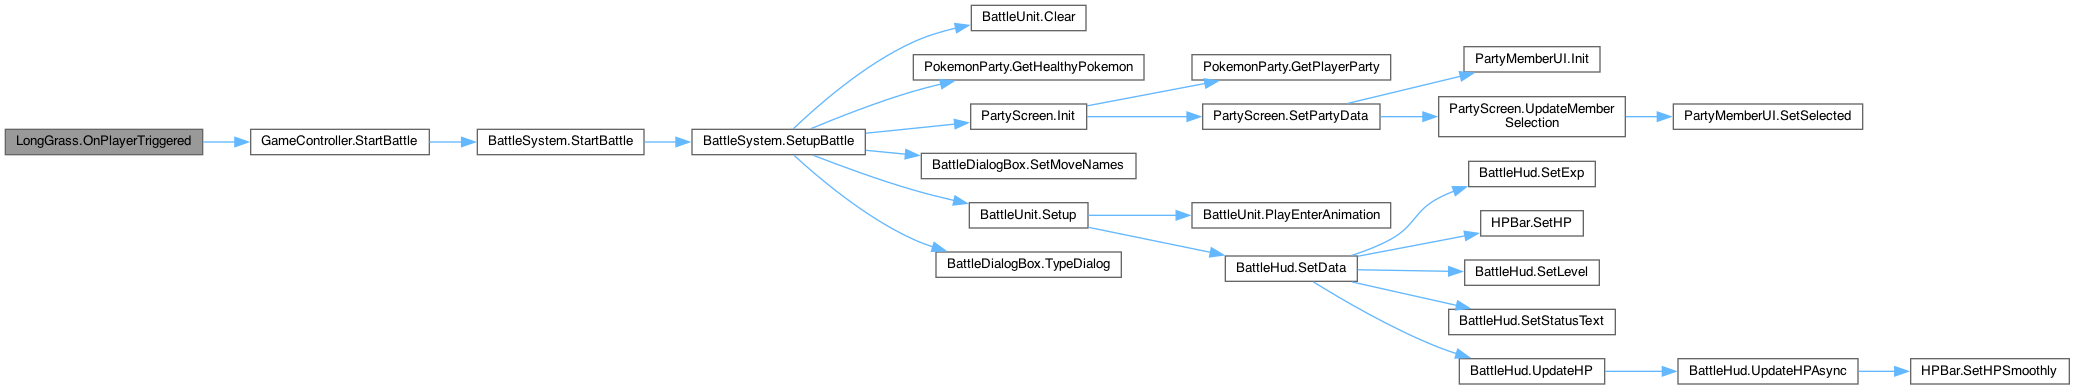 LongGrass.OnPlayerTriggered
GameController.StartBattle
BattleSystem.StartBattle
BattleSystem.SetupBattle
BattleUnit.Clear
PokemonParty.GetHealthyPokemon
PartyScreen.Init
BattleDialogBox.SetMoveNames
BattleUnit.Setup
BattleDialogBox.TypeDialog
PokemonParty.GetPlayerParty
PartyScreen.SetPartyData
BattleUnit.PlayEnterAnimation
BattleHud.SetData
PartyMemberUI.Init
PartyScreen.UpdateMember
Selection
BattleHud.SetExp
HPBar.SetHP
BattleHud.SetLevel
BattleHud.SetStatusText
BattleHud.UpdateHP
PartyMemberUI.SetSelected
BattleHud.UpdateHPAsync
HPBar.SetHPSmoothly